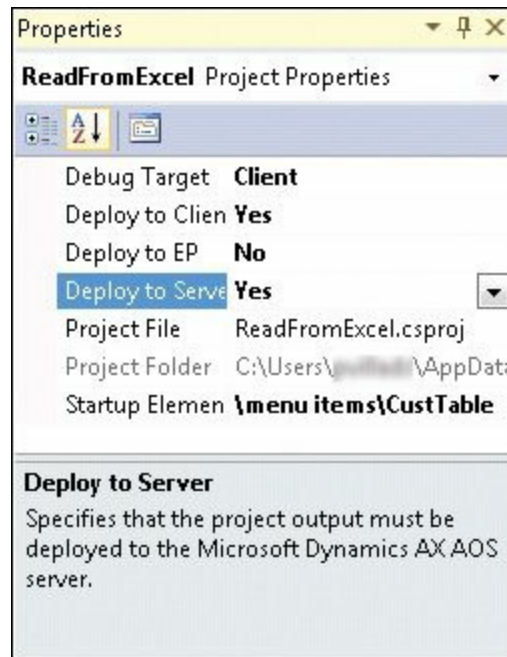 Properties
ReadFromExcel Project Properties
Debug Target Client
Deploy to Clien Yes
Deploy to EP No
Deploy to Serve Yes
Project File ReadFromExcel.csproj
Project Folder C:\Users\ \AppData
Startup Elemen \menu items\CustTable
Deploy to Server
Specifies that the project output must be
deployed to the Microsoft Dynamics AX AOS
server.